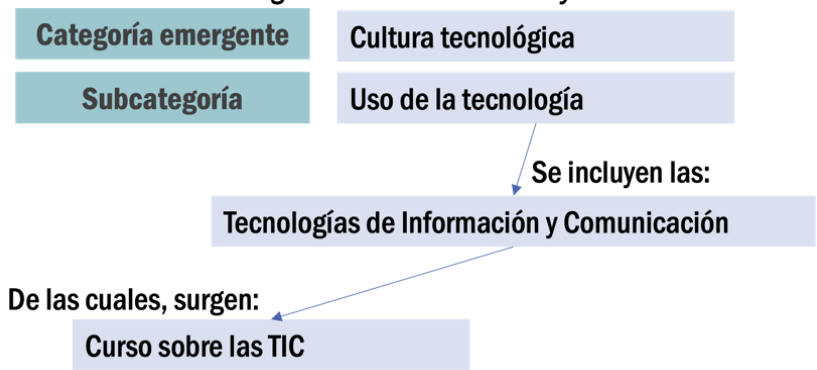 Categoría emergente
Cultura tecnológica
Subcategoría
Uso de la tecnología
Se incluyen las:
Tecnologías de Información y Comunicación
De las cuales, surgen:
Curso sobre las TIC